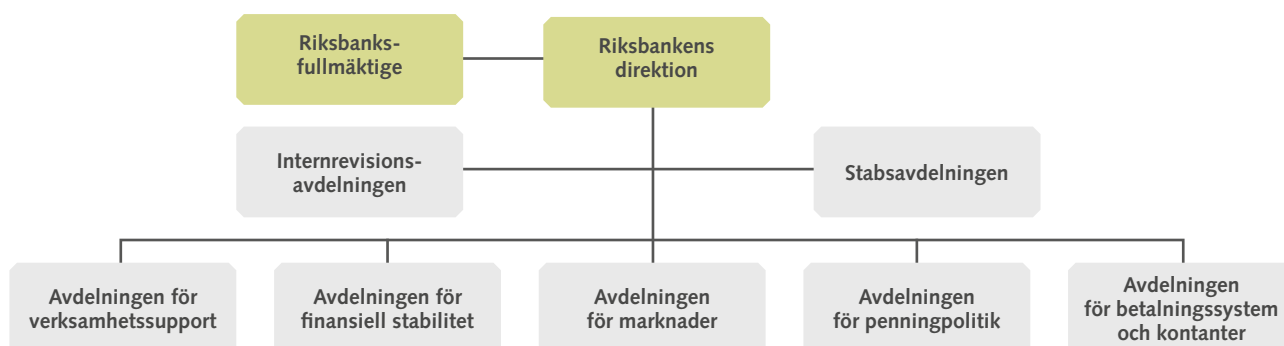 Riksbanks-
fullmäktige
Riksbankens
direktion
Internrevisions-
avdelningen
Stabsavdelningen
Avdelningen för
verksamhetssupport
Avdelningen för
finansiell stabilitet
Avdelningen
för marknader
Avdelningen
för penningpolitik
Avdelningen
för betalningssystem
och kontanter